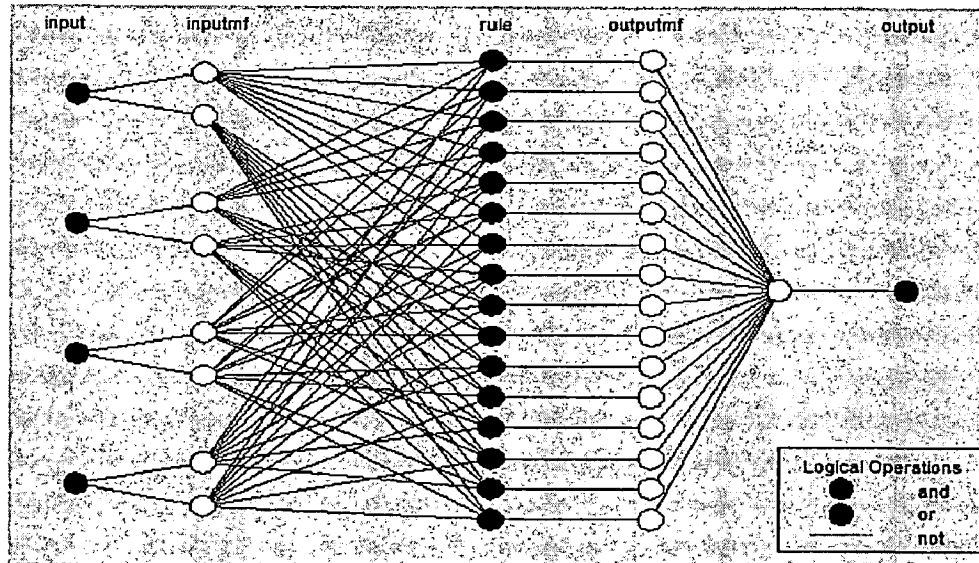 input inputmf rule outputmf output
Logical Operations
and
or
not